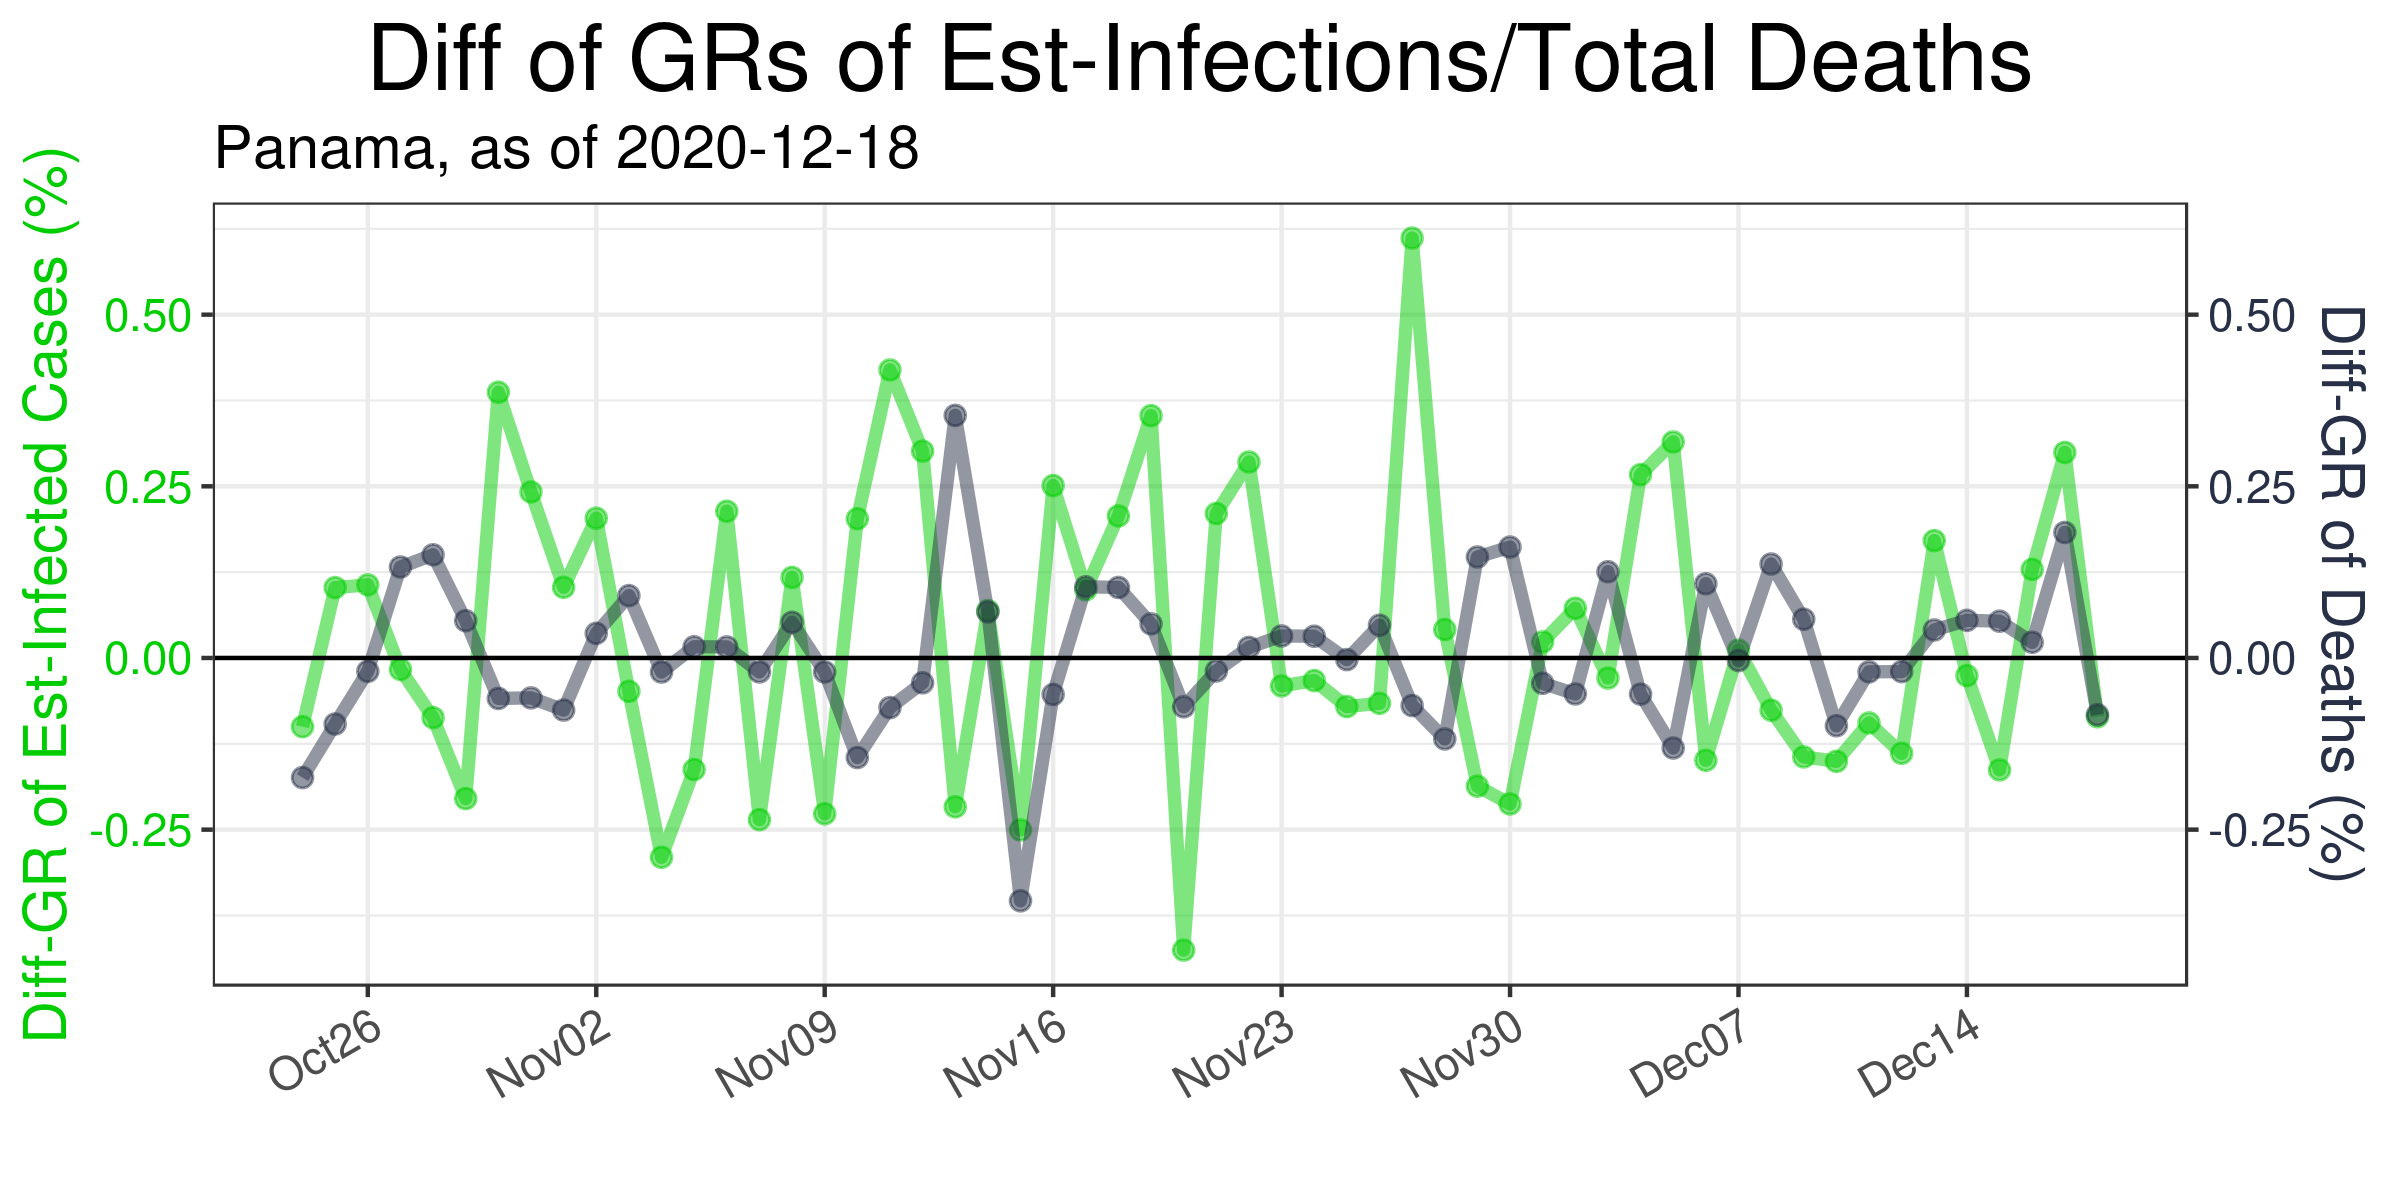 Diff of GRs of Est-Infections/Total Deaths
Panama, as of 2020-12-18
Diff-GR of Est-Infected Cases (%)
0.50
0.25
0.00
-0.25
0.50
0.25
0.00
-0.25
Diff-GR of Deaths (%)
Oct26
Nov02
Nov09
Nov16
Nov23
Nov30
Dec07
Dec14